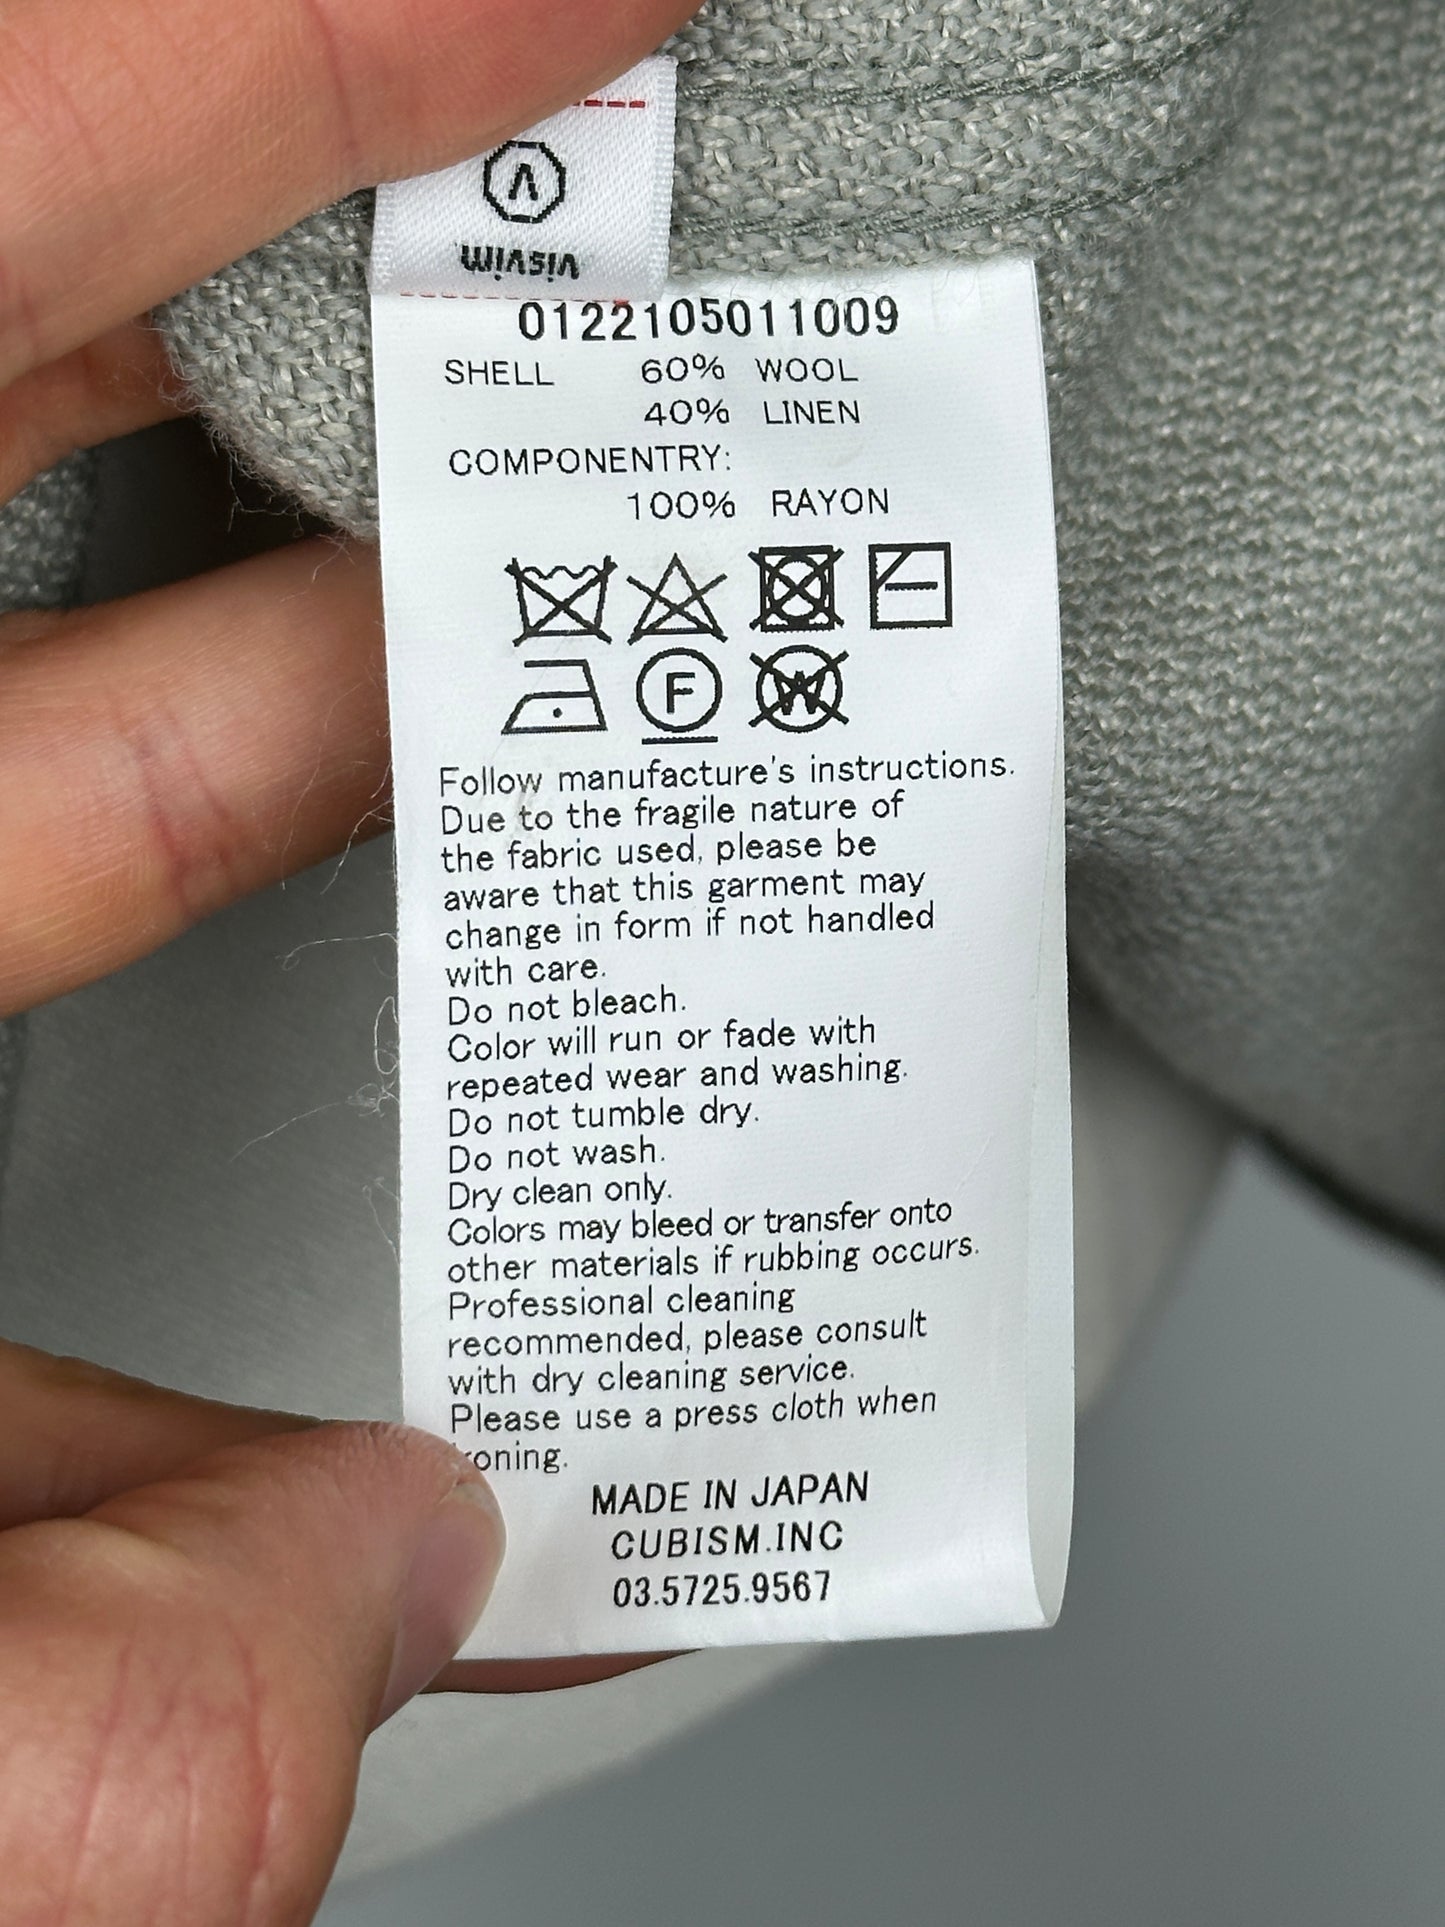 visvim
0122105011009
SHELL 60% WOOL
40% LINEN
COMPONENTRY:
100% RAYON
F W
Follow manufacture's instructions.
Due to the fragile nature of
the fabric used, please be
aware that this garment may
change in form if not handled
with care.
Do not bleach.
Color will run or fade with
repeated wear and washing.
Do not tumble dry.
Do not wash.
Dry clean only.
Colors may bleed or transfer onto
other materials if rubbing occurs.
Professional cleaning
recommended, please consult
with dry cleaning service.
Please use a press cloth when
ironing.
MADE IN JAPAN
CUBISM.INC
03.5725.9567